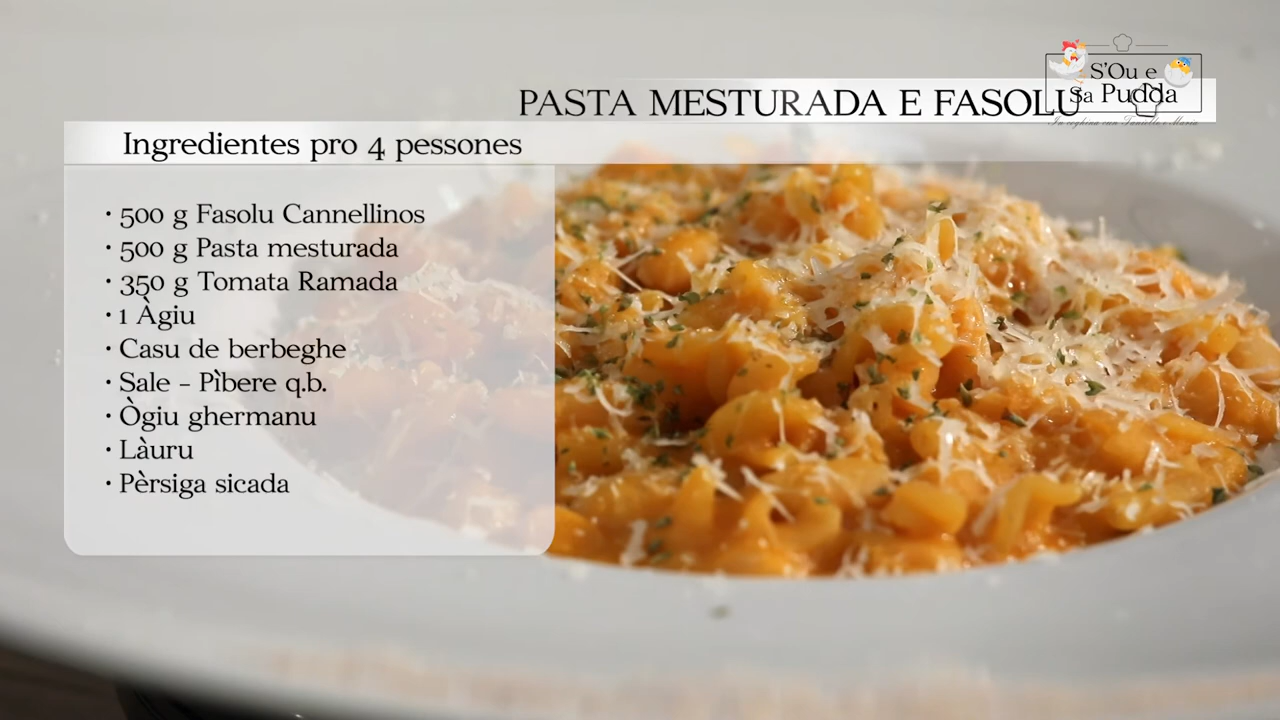 S'Ou e
Sa Pudda
PASTA MESTURADA E FASOLU
Ingredientes pro 4 pessones
• 500 g Fasolu Cannellinos
• 500 g Pasta mesturada
• 350 g Tomata Ramada
• 1 Àgiu
• Casu de berbeghe
• Sale - Pìbere q.b.
• Ògiu ghermanu
• Làuru
• Pèrsiga sicada